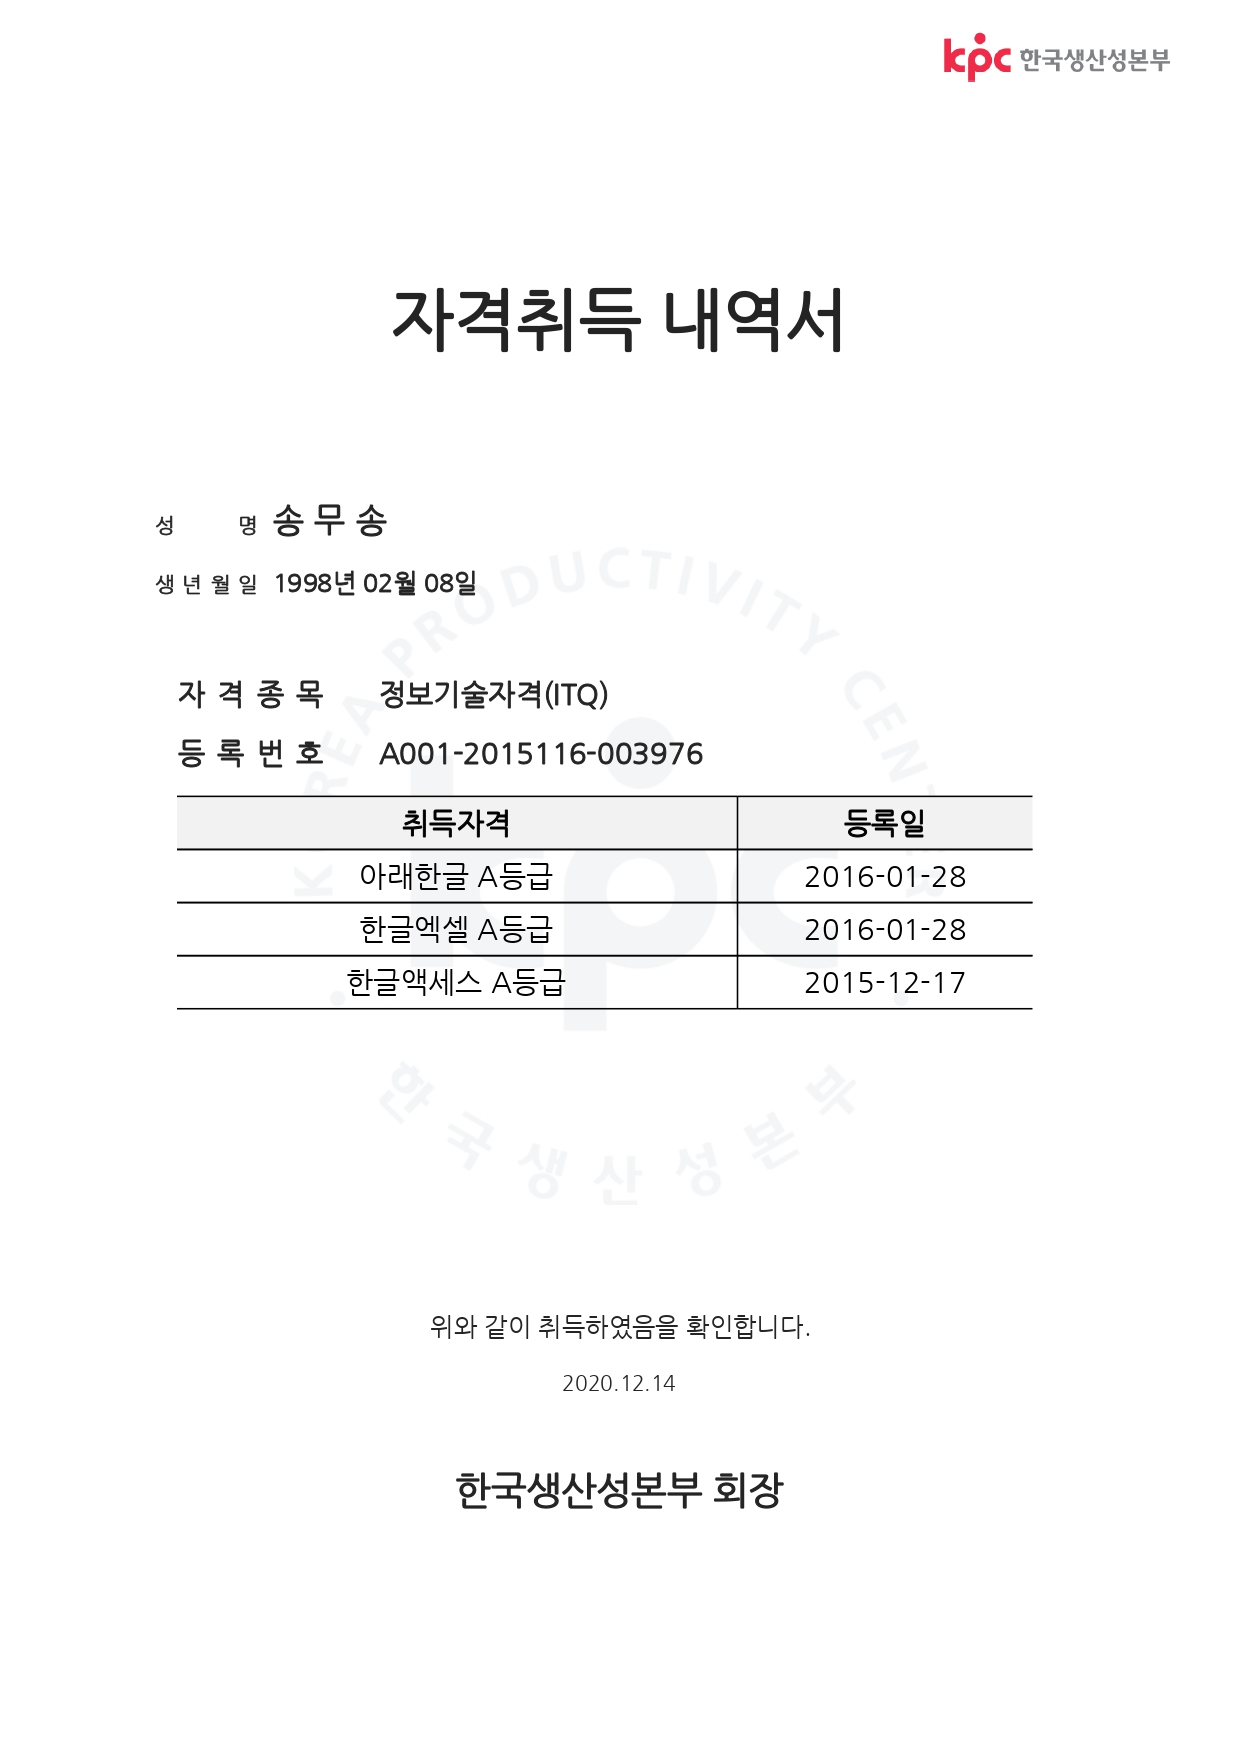 kpc 한국생산성본부
자격취득 내역서
성 명 송 무 송
생 년 월 일 1998년 02월 08일
자 격 종 목 정보기술자격(ITQ)
등 록 번 호 A001-2015116-003976
취득자격 등록일
아래한글 A등급 2016-01-28
한글엑셀 A등급 2016-01-28
한글액세스 A등급 2015-12-17
KOREA PRODUCTIVITY CENTER
kpc
한국생산성본부
위와 같이 취득하였음을 확인합니다.
2020.12.14
한국생산성본부 회장